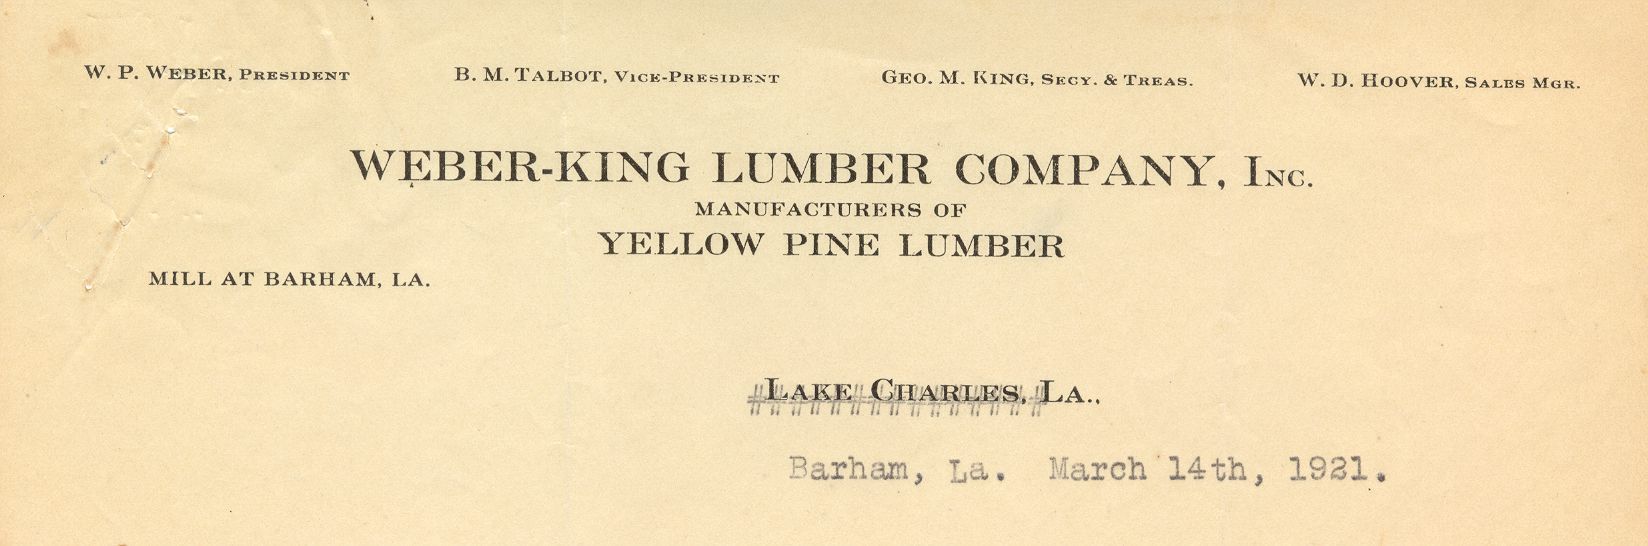 W. P. WEBER, PRESIDENT B. M. TALBOT, VICE-PRESIDENT GEO. M. KING, SECY. & TREAS. W. D. HOOVER, SALES MGR.
WEBER-KING LUMBER COMPANY, INC.
MANUFACTURERS OF
YELLOW PINE LUMBER
MILL AT BARHAM, LA.
LAKE CHARLES, LA.,
Barham, La. March 14th, 1921.